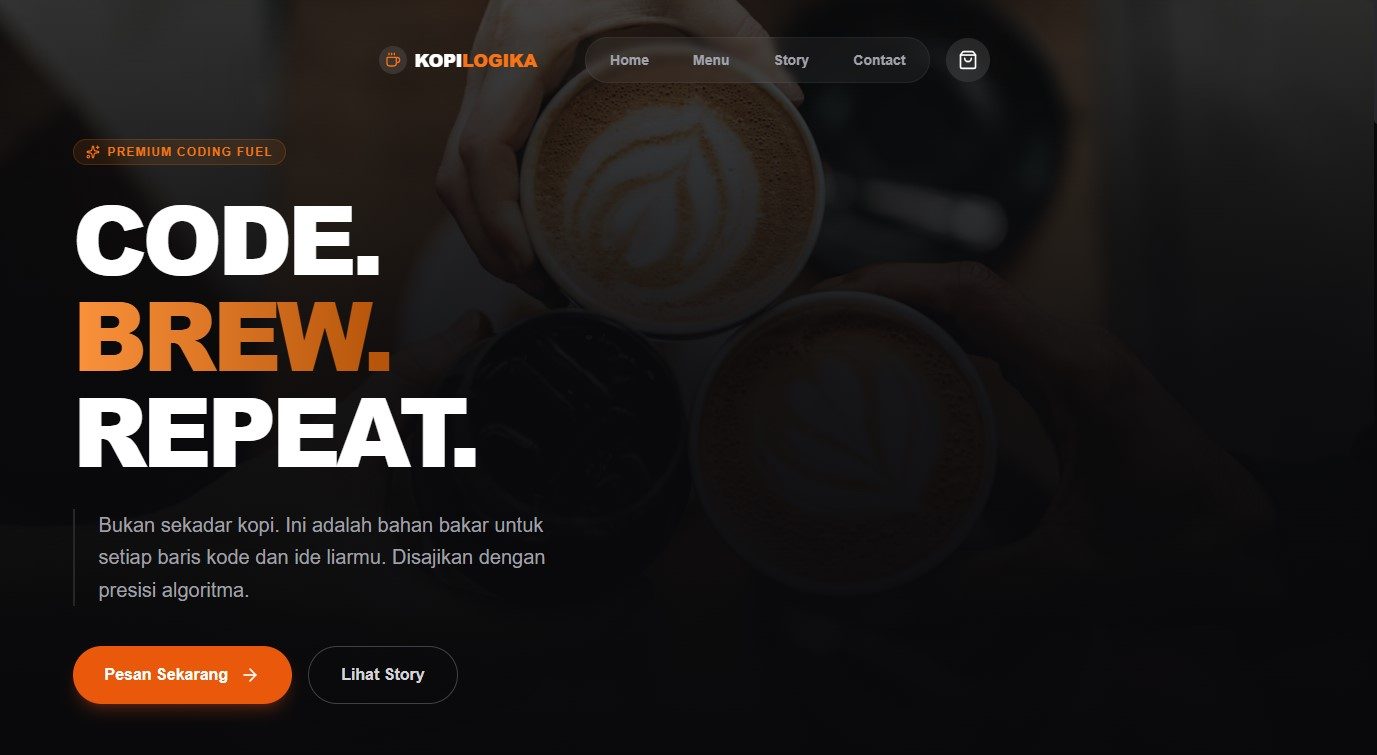 KOPILOGIKA
Home
Menu
Story
Contact
PREMIUM CODING FUEL
CODE.
BREW.
REPEAT.
Bukan sekadar kopi. Ini adalah bahan bakar untuk
setiap baris kode dan ide liarmu. Disajikan dengan
presisi algoritma.
Pesan Sekarang
Lihat Story